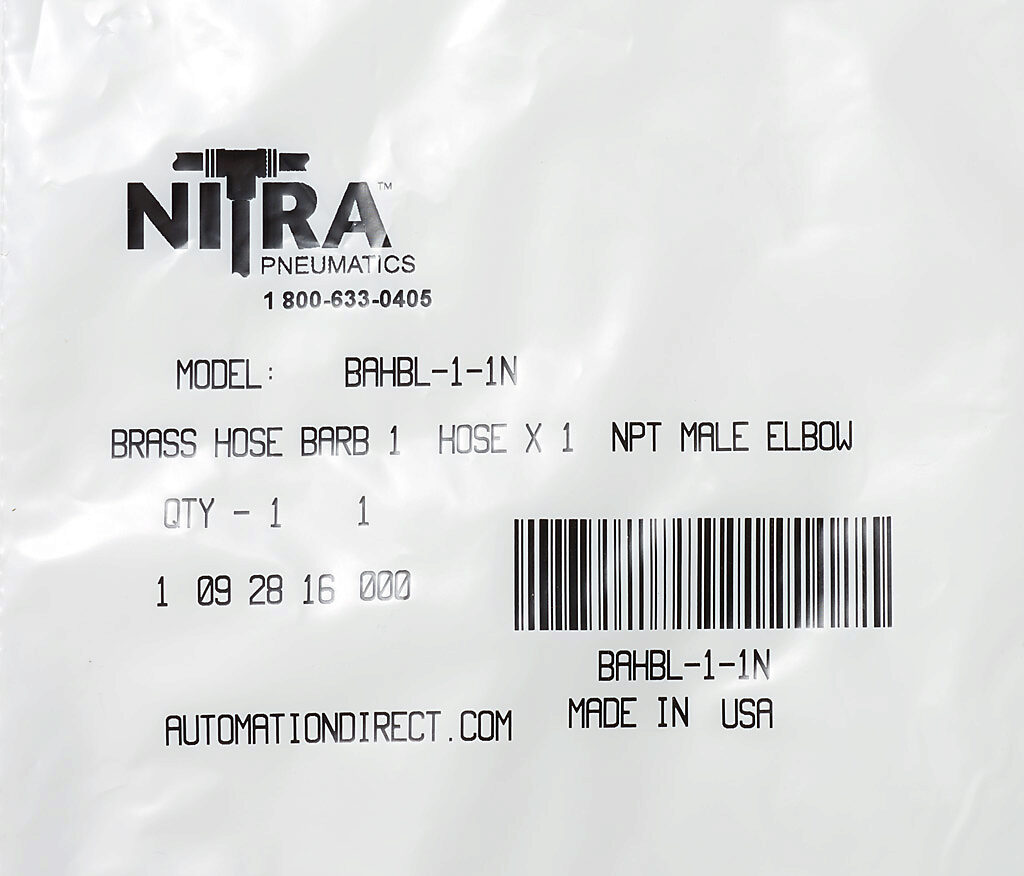 NITRA™
PNEUMATICS
1 800-633-0405
MODEL: BAHBL-1-1N
BRASS HOSE BARB 1 HOSE X 1 NPT MALE ELBOW
QTY - 1 1
1 09 28 16 000
BAHBL-1-1N
MADE IN USA
AUTOMATIONDIRECT.COM